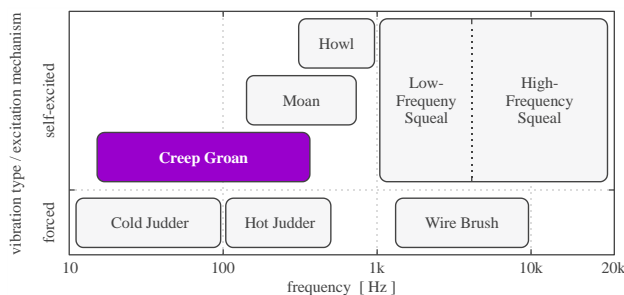 vibration type / excitation mechanism
self-excited
forced
Howl
Moan
Creep Groan
Low-
Frequeny
Squeal
High-
Frequency
Squeal
Cold Judder
Hot Judder
Wire Brush
10
100
1k
10k
20k
frequency [ Hz ]